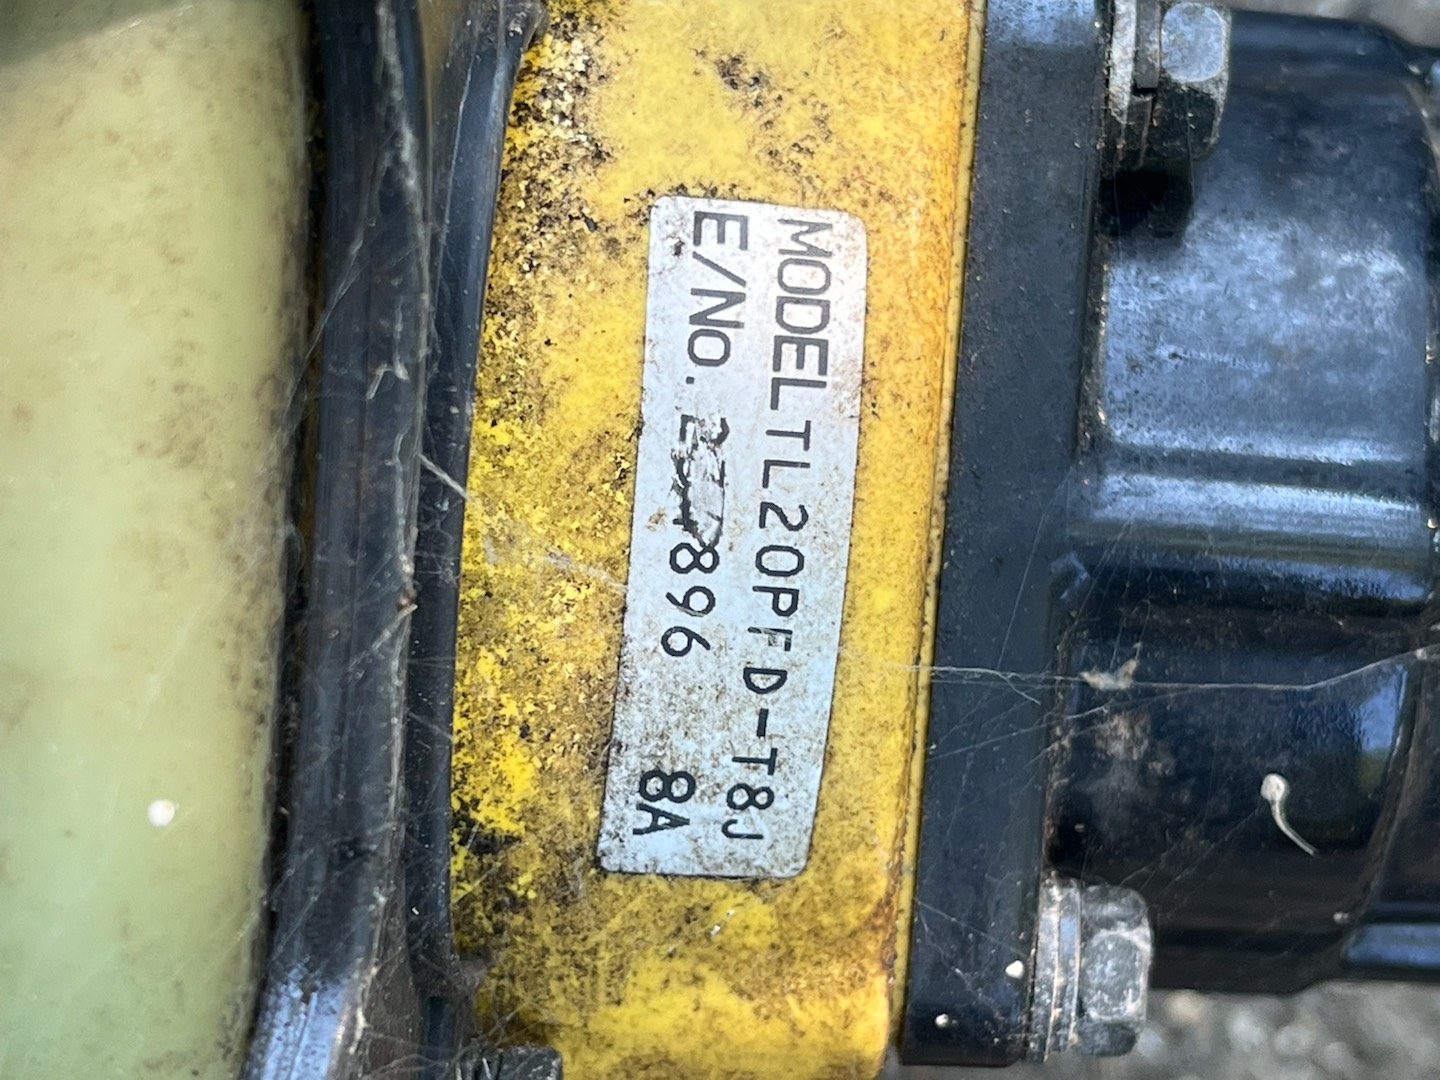 MODEL TL20PFD-T8J
E/No. 896 8A